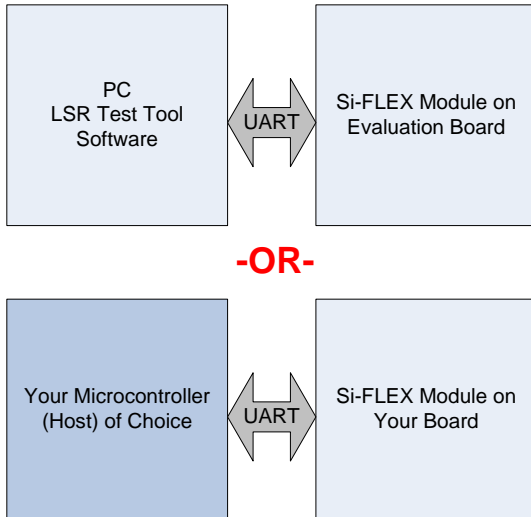 PC
LSR Test Tool
Software
UART
Si-FLEX Module on
Evaluation Board
-OR-
Your Microcontroller
(Host) of Choice
UART
Si-FLEX Module on
Your Board